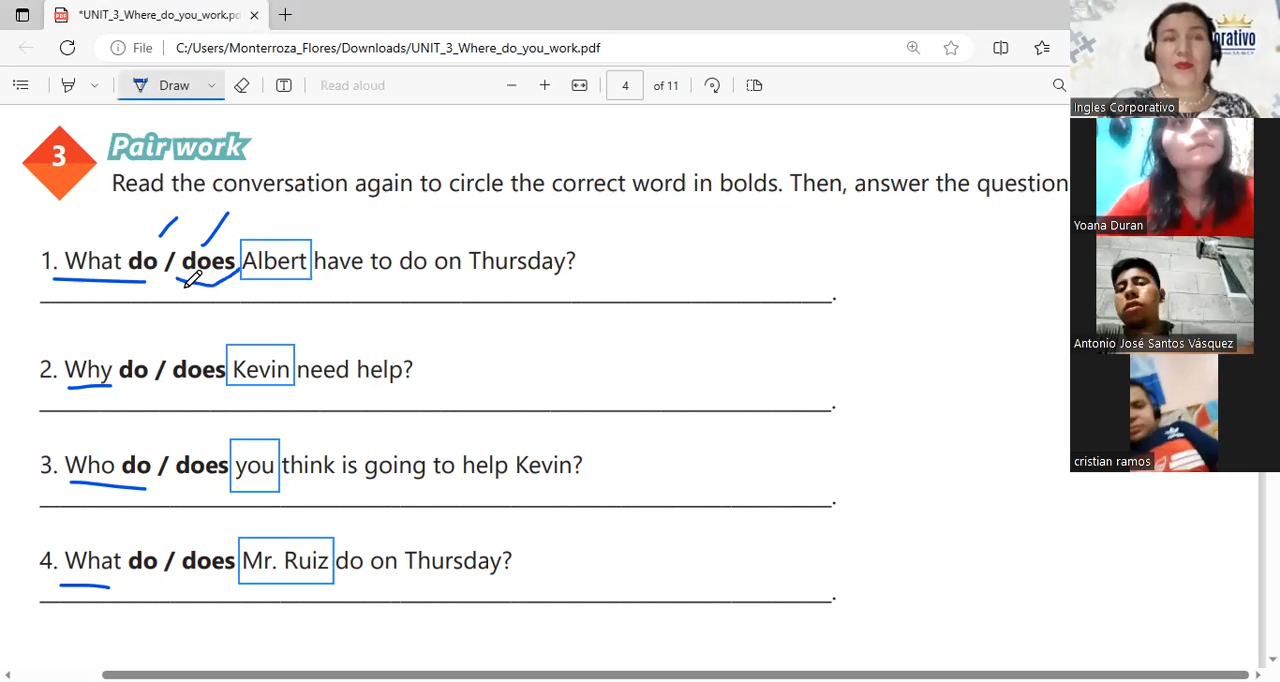 *UNIT_3_Where_do_you_work.pd
File
C:/Users/Monterroza_Flores/Downloads/UNIT_3_Where_do_you_work.pdf
Draw
Read aloud
4
of 11
3
Pair work
Read the conversation again to circle the correct word in bolds. Then, answer the question
1. What do / does Albert have to do on Thursday?
2. Why do / does Kevin need help?
3. Who do / does you think is going to help Kevin?
4. What do / does Mr. Ruiz do on Thursday?
orativo
Ingles Corporativo
Yoana Duran
Antonio José Santos Vásquez
cristian ramos